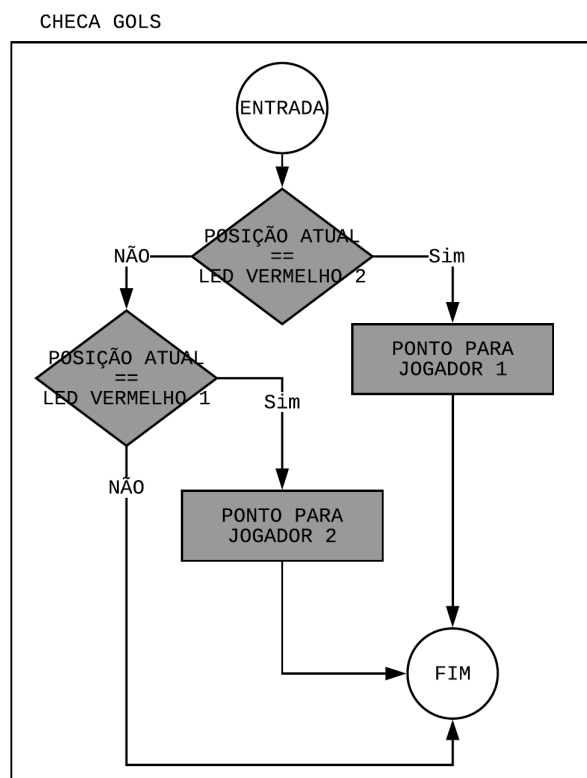 CHECA GOLS
ENTRADA
POSIÇÃO ATUAL
==
LED VERMELHO 2
NÃO
Sim
PONTO PARA
JOGADOR 1
POSIÇÃO ATUAL
==
LED VERMELHO 1
Sim
NÃO
PONTO PARA
JOGADOR 2
FIM